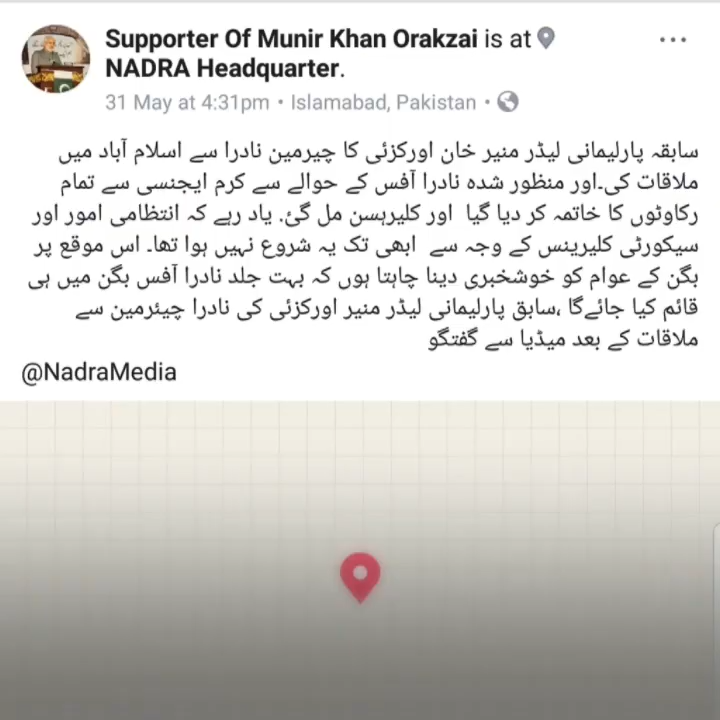 Supporter Of Munir Khan Orakzai is at
NADRA Headquarter.
31 May at 4:31pm • Islamabad, Pakistan •
سابقہ پارلیمانی لیڈر منیر خان اورکزئی کا چیرمین نادرا سے اسلام آباد میں
ملاقات کی۔اور منظور شدہ نادرا آفس کے حوالے سے کرم ایجنسی سے تمام
رکاوٹوں کا خاتمہ کر دیا گیا اور کلیرہسن مل گئ. یاد رہے کہ انتظامی امور اور
سیکورٹی کلیرینس کے وجہ سے ابھی تک یہ شروع نہیں ہوا تھا۔ اس موقع پر
بگن کے عوام کو خوشخبری دینا چاہتا ہوں کہ بہت جلد نادرا آفس بگن میں ہی
قائم کیا جائےگا ،سابق پارلیمانی لیڈر منیر اورکزئی کی نادرا چیئرمین سے
ملاقات کے بعد میڈیا سے گفتگو
@NadraMedia